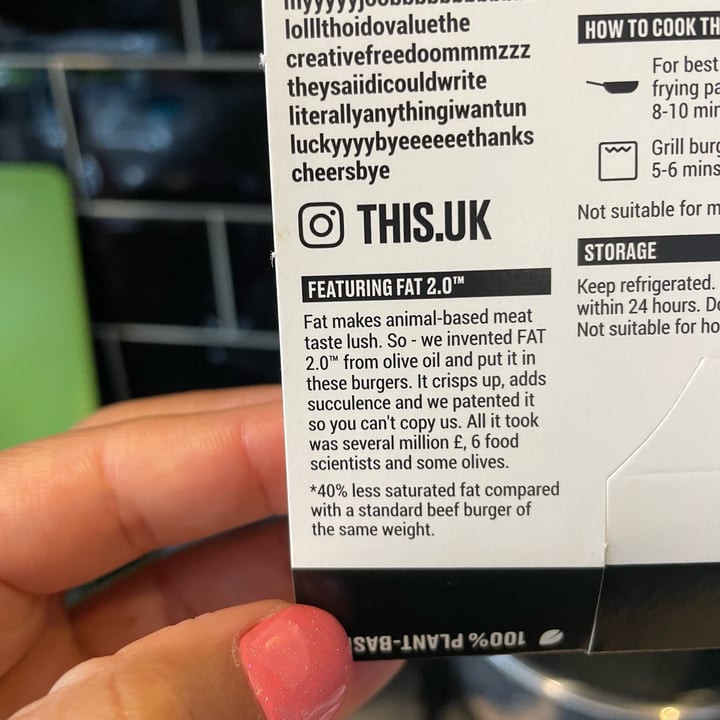 lolllthoidovaluethe
creativefreedoommmzzz
theysaiidicouldwrite
literallyanythingiwantun
luckyyyybyeeeeeethanks
cheersbye
THIS.UK
FEATURING FAT 2.0™
Fat makes animal-based meat
taste lush. So - we invented FAT
2.0™ from olive oil and put it in
these burgers. It crisps up, adds
succulence and we patented it
so you can't copy us. All it took
was several million £, 6 food
scientists and some olives.
*40% less saturated fat compared
with a standard beef burger of
the same weight.
HOW TO COOK TH
For best
frying pa
8-10 min
Grill burg
5-6 mins
Not suitable for m
STORAGE
Keep refrigerated.
within 24 hours. Do
Not suitable for ho
100% PLANT-BAS